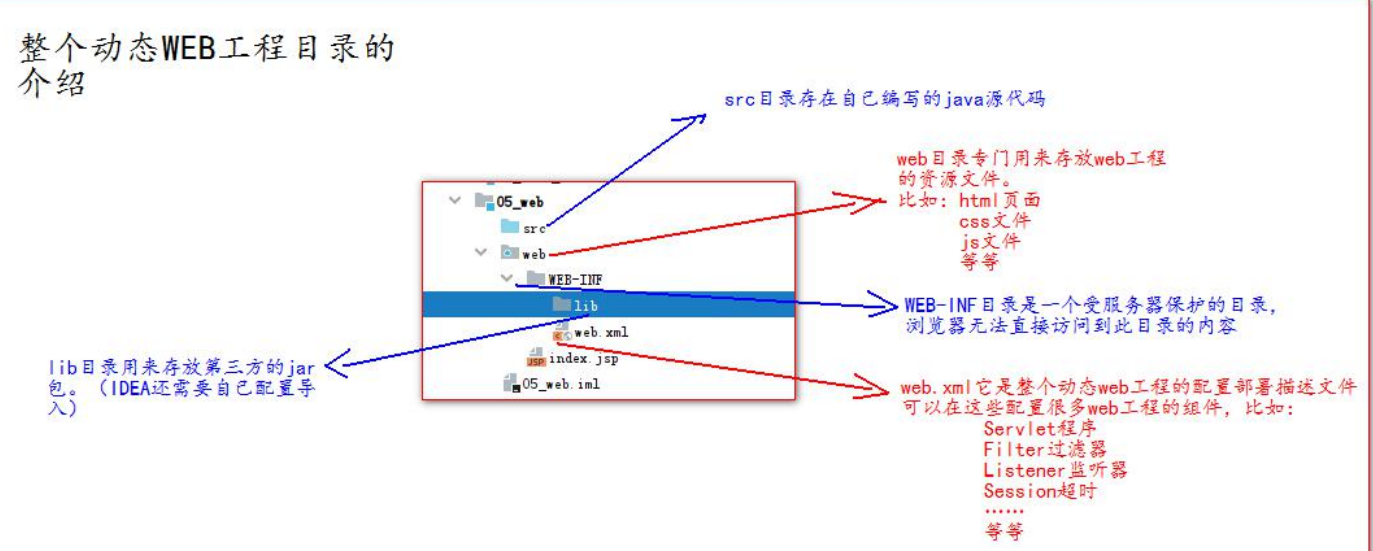 整个动态WEB工程目录的
介绍
src目录存在自己编写的java源代码
web目录专门用来存放web工程
的资源文件。
比如: html页面
css文件
js文件
等等
05_web
src
web
WEB-INF
lib
web.xml
index.jsp
05_web.iml
WEB-INF目录是一个受服务器保护的目录,
浏览器无法直接访问到此目录的内容
lib目录用来存放第三方的jar
包。（IDEA还需要自己配置导
入）
web.xml它是整个动态web工程的配置部署描述文件
可以在这些配置很多web工程的组件, 比如:
Servlet程序
Filter过滤器
Listener监听器
Session超时
......
等等